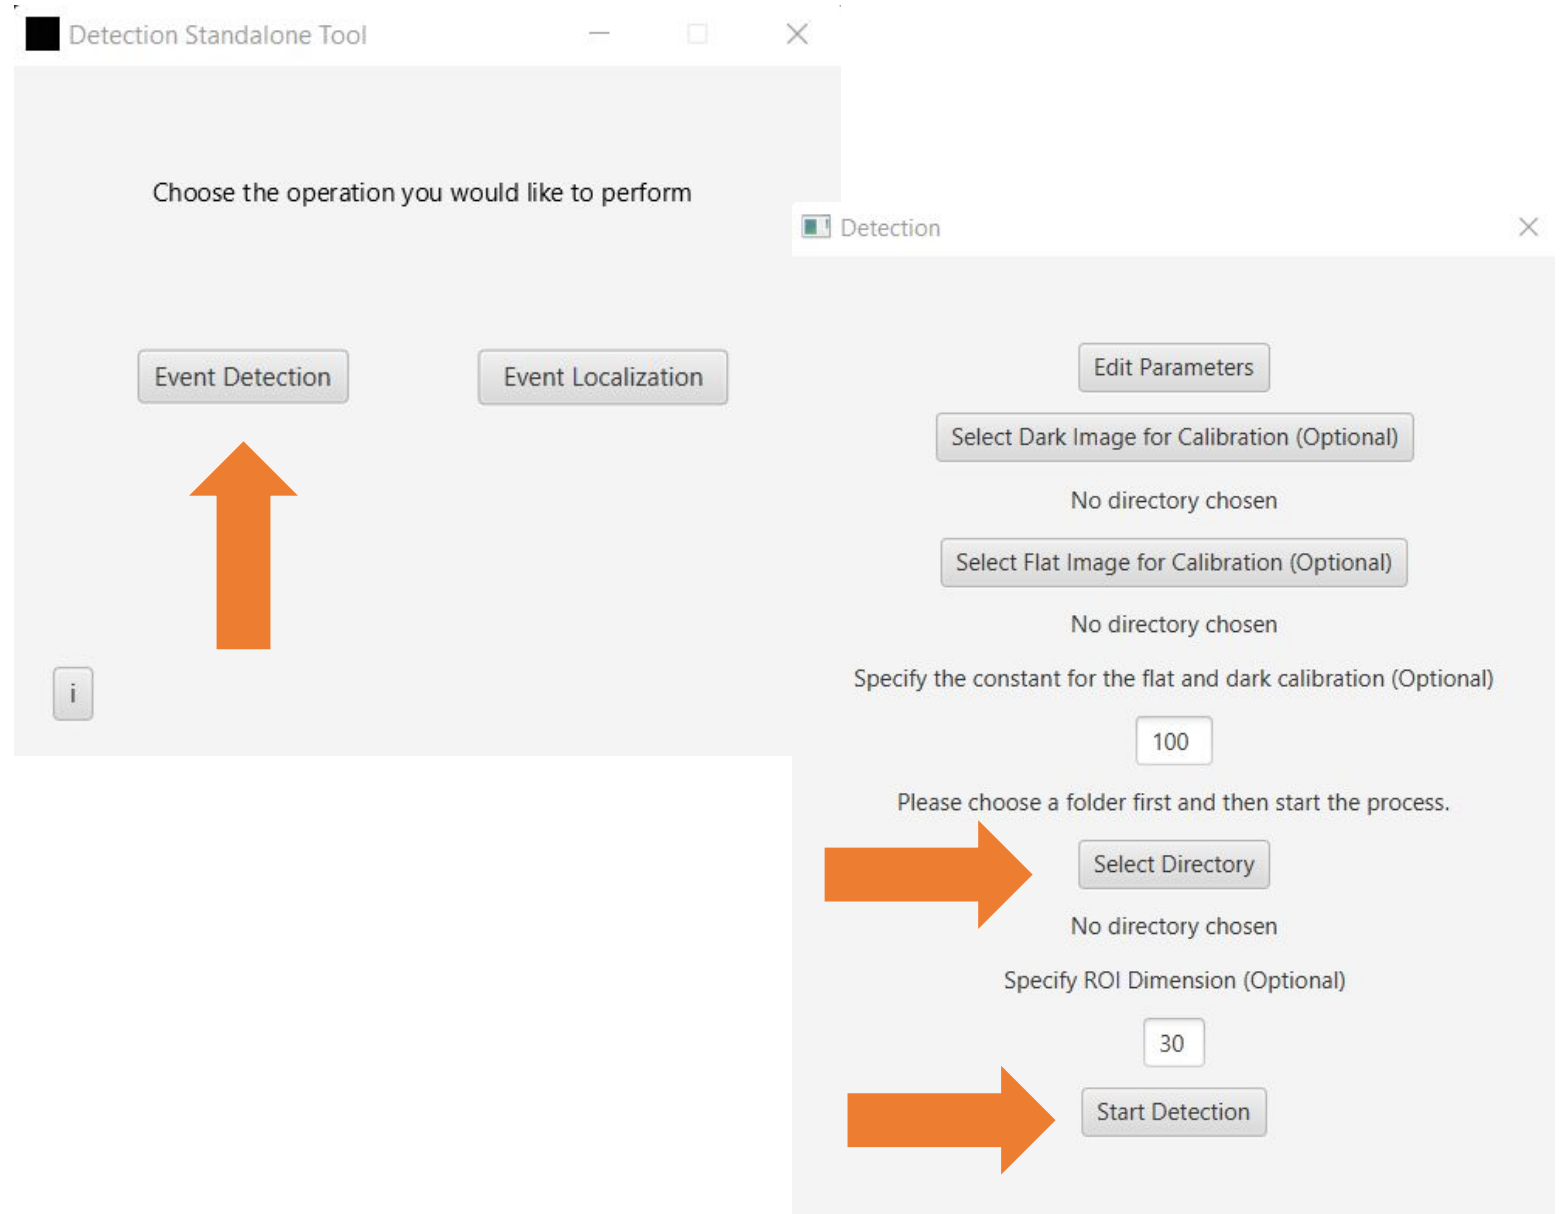 Detection Standalone Tool
Choose the operation you would like to perform
Event Detection
Event Localization
i
Detection
Edit Parameters
Select Dark Image for Calibration (Optional)
No directory chosen
Select Flat Image for Calibration (Optional)
No directory chosen
Specify the constant for the flat and dark calibration (Optional)
100
Please choose a folder first and then start the process.
Select Directory
No directory chosen
Specify ROI Dimension (Optional)
30
Start Detection